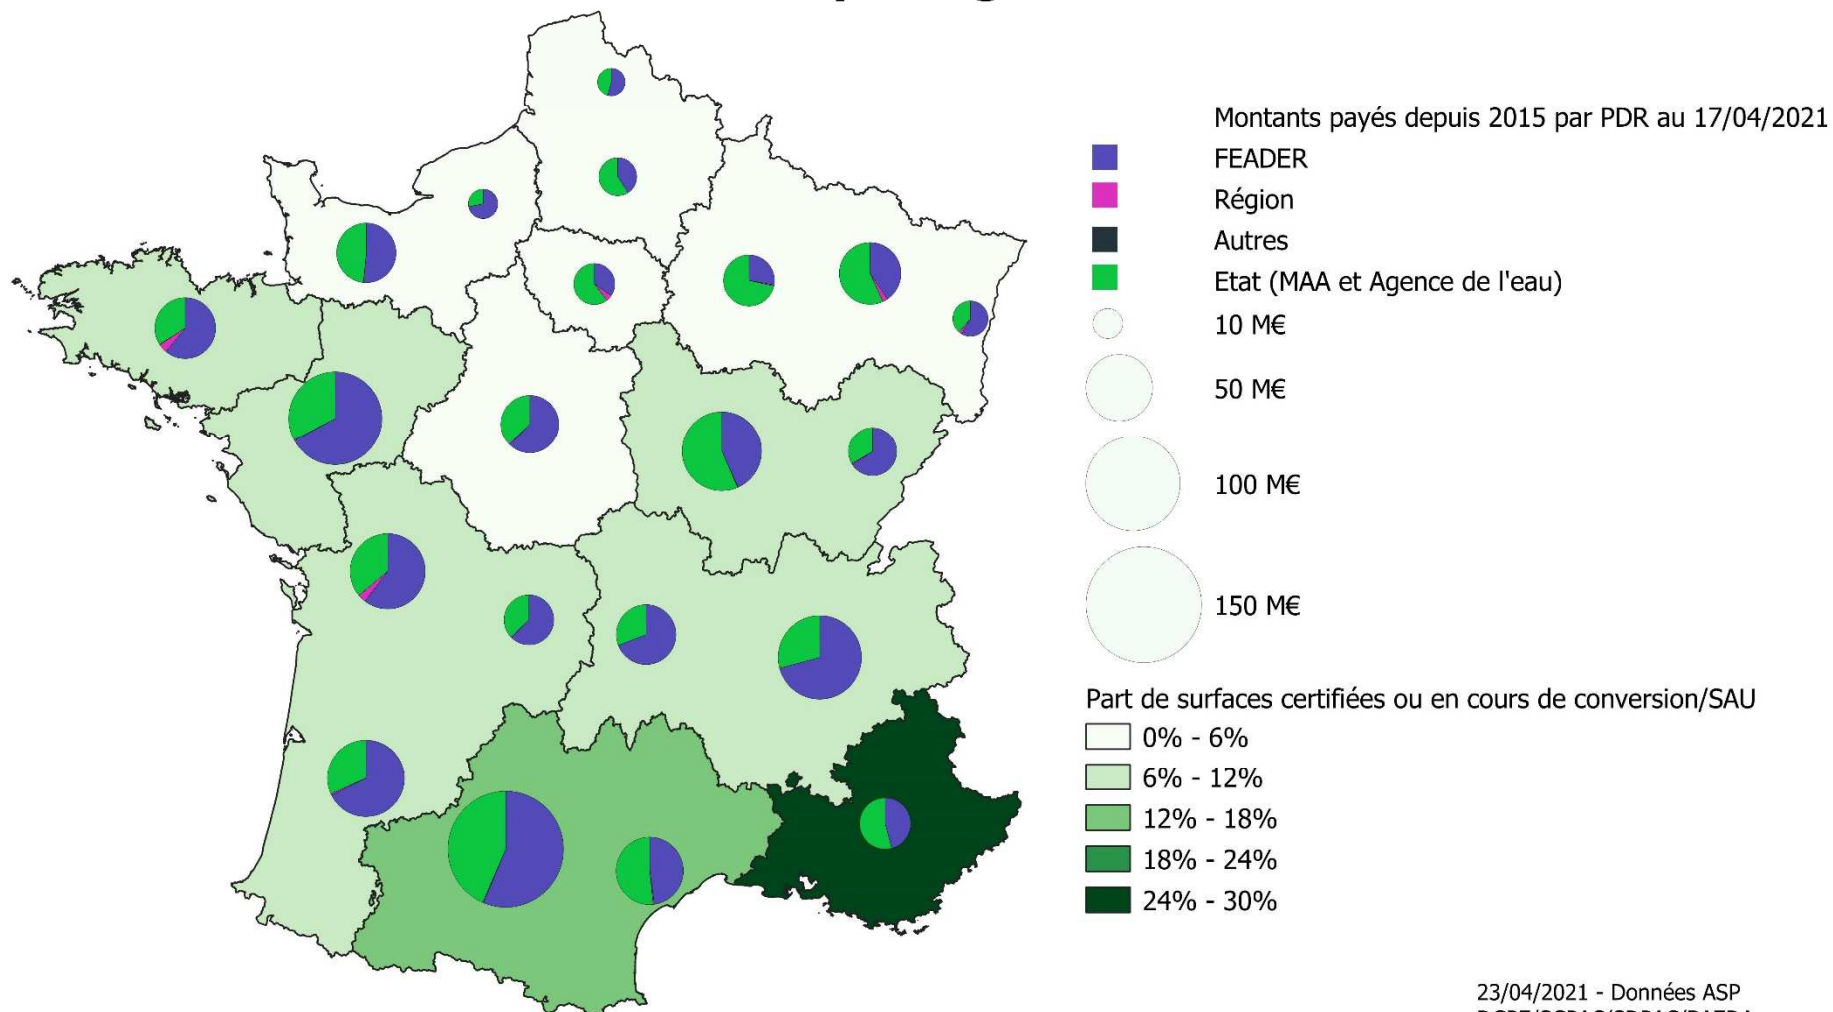 Montants payés depuis 2015 par PDR au 17/04/2021
FEADER
Région
Autres
Etat (MAA et Agence de l'eau)
10 M€
50 M€
100 M€
150 M€
Part de surfaces certifiées ou en cours de conversion/SAU
0% - 6%
6% - 12%
12% - 18%
18% - 24%
24% - 30%
23/04/2021 - Données ASP